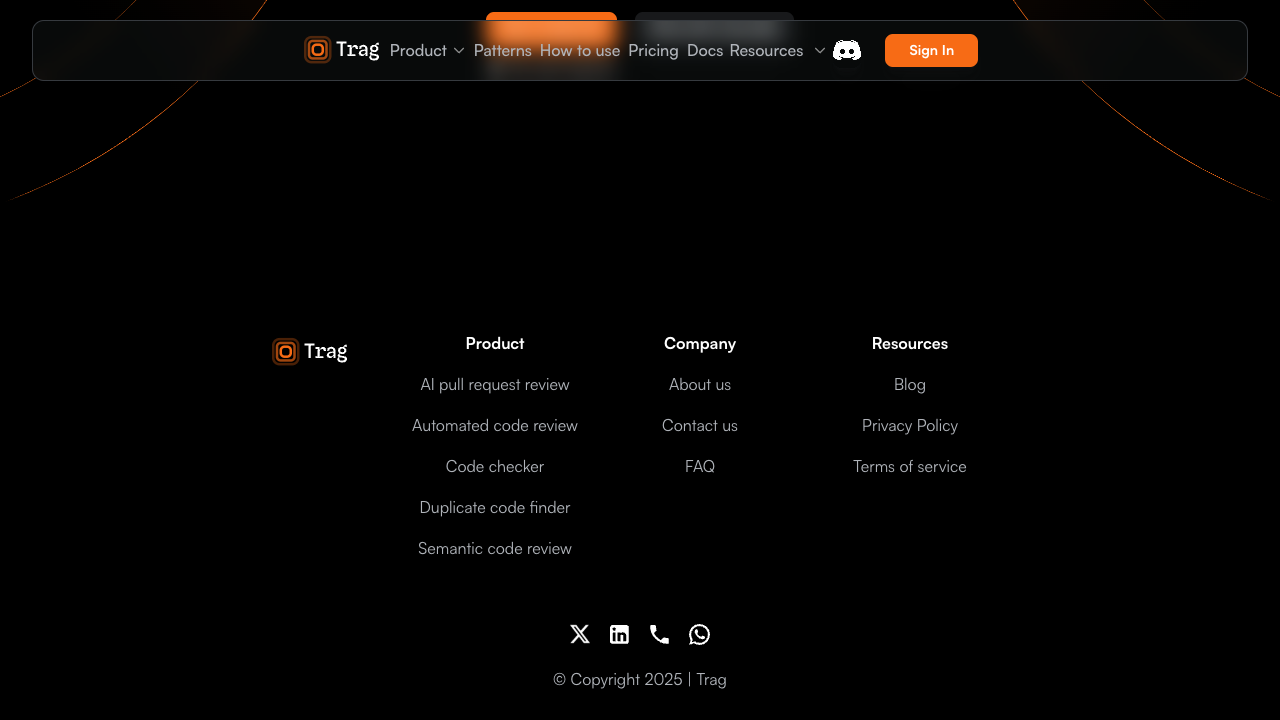 Trag Product Patterns How to use Pricing Docs Resources Sign In
Trag
Product
AI pull request review
Automated code review
Code checker
Duplicate code finder
Semantic code review
Company
About us
Contact us
FAQ
Resources
Blog
Privacy Policy
Terms of service
© Copyright 2025 | Trag